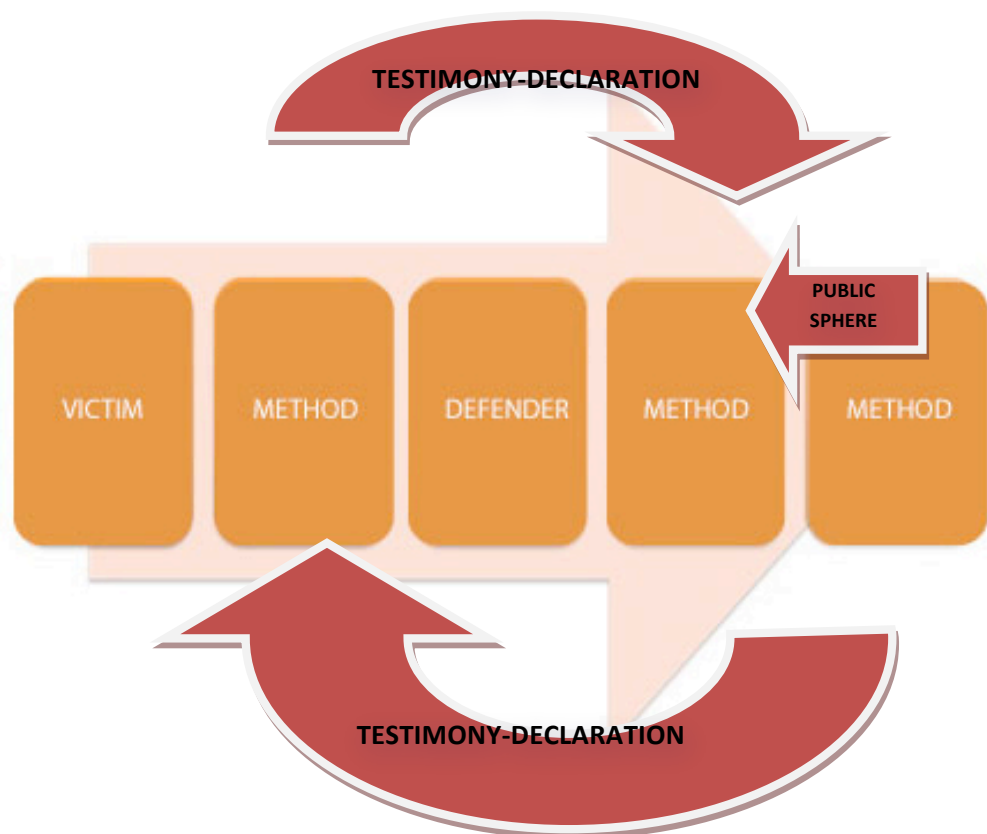 TESTIMONY-DECLARATION
PUBLIC
SPHERE
VICTIM
METHOD
DEFENDER
METHOD
METHOD
TESTIMONY-DECLARATION